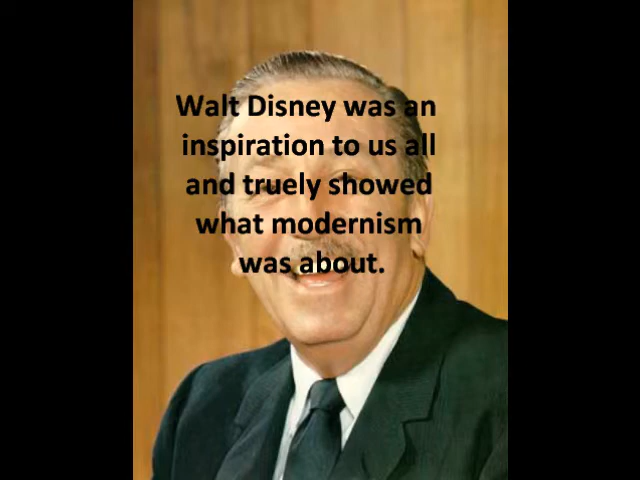 Walt Disney was an
inspiration to us all
and truely showed
what modernism
was about.